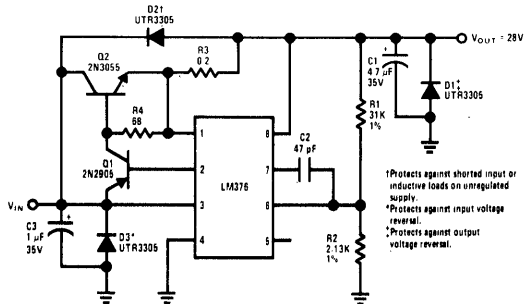 D2†
UTR3305
Q2
2N3055
R3
0 2
R4
68
Q1
2N2905
VIN
C3
1 µF
35V
D3*
UTR3305
1
2
3
4
8
7
6
5
LM376
C2
47 pF
C1
4.7 µF
35V
VOUT = 28V
D1‡
UTR3305
R1
31K
1%
R2
2.13K
1%
†Protects against shorted input or
inductive loads on unregulated
supply.
*Protects against input voltage
reversal.
‡Protects against output
voltage reversal.